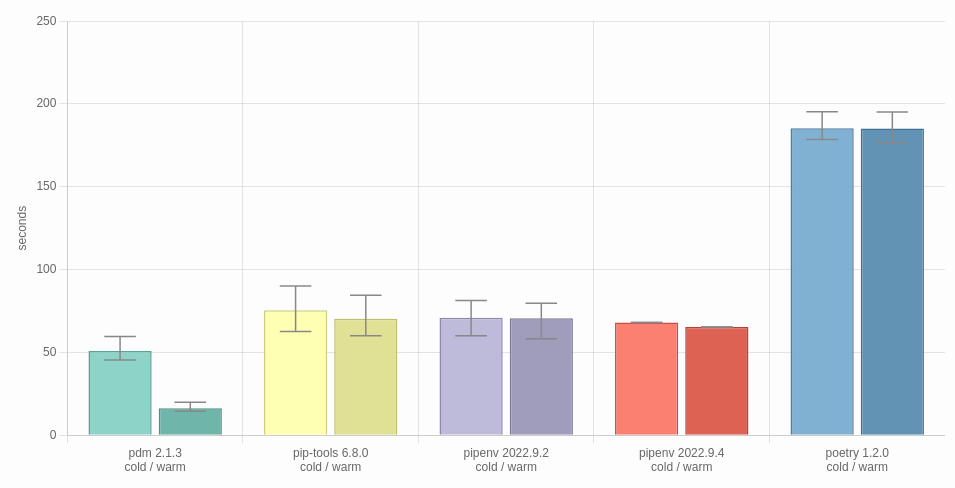 250
200
150
100
50
0
seconds
pdm 2.1.3
cold / warm
pip-tools 6.8.0
cold / warm
pipenv 2022.9.2
cold / warm
pipenv 2022.9.4
cold / warm
poetry 1.2.0
cold / warm